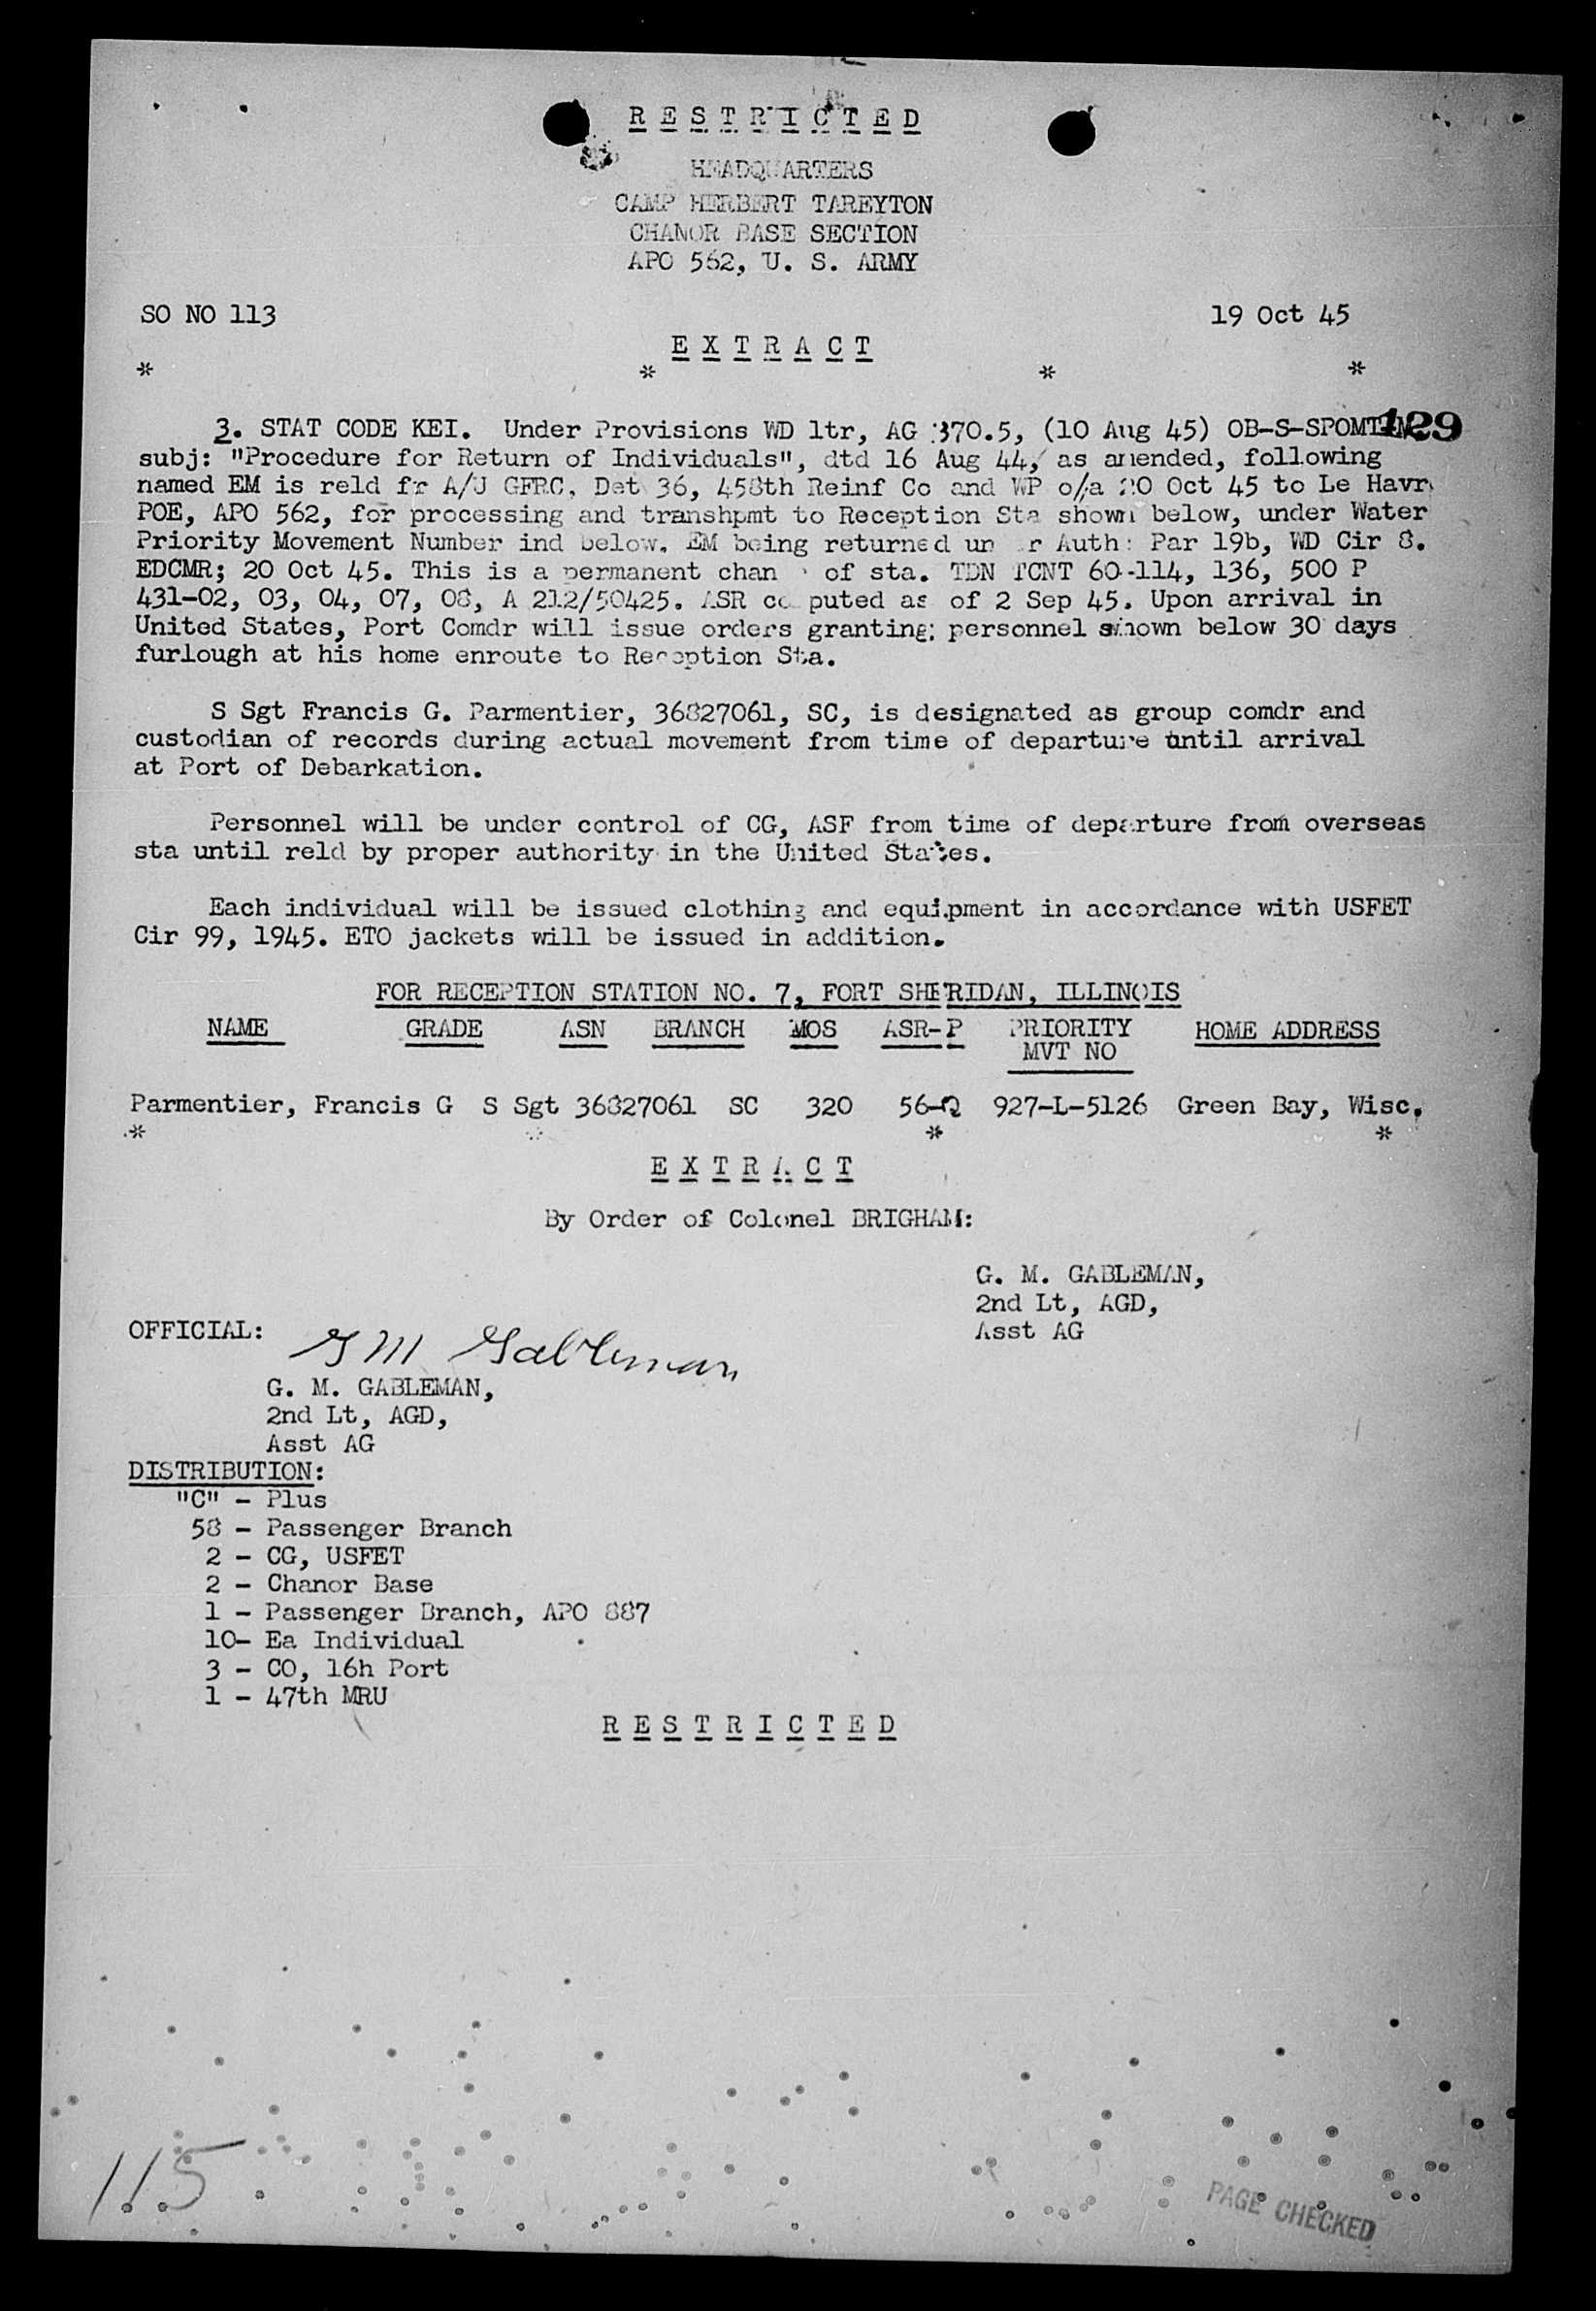 R E S T R I C T E D
HEADQUARTERS
CAMP HERBERT TAREYTON
CHANOR BASE SECTION
APO 562, U. S. ARMY
SO NO 113 19 Oct 45
E X T R A C T
* * * *
129
3. STAT CODE KEI. Under Provisions WD ltr, AG 370.5, (10 Aug 45)
subj: "Procedure for Return of Individuals", dtd 16 Aug 44, as amended, following
named EM is reld fr A/U GFRC, Det 36, 458th Reinf Co and WP o/a 20 Oct 45 to Le Havr
POE, APO 562, for processing and transhpmt to Reception Sta shown below, under Water
Priority Movement Number ind below. EM being returned un r Auth: Par 19b, WD Cir 8.
EDCMR; 20 Oct 45. This is a permanent chan of sta. TDN TCNT 60-114, 136, 500 P
431-02, 03, 04, 07, 08, A 212/50425. ASR co puted as of 2 Sep 45. Upon arrival in
United States, Port Comdr will issue orders granting personnel shown below 30 days
furlough at his home enroute to Reception Sta.
S Sgt Francis G. Parmentier, 36827061, SC, is designated as group comdr and
custodian of records during actual movement from time of departure until arrival
at Port of Debarkation.
Personnel will be under control of CG, ASF from time of departure from overseas
sta until reld by proper authority in the United States.
Each individual will be issued clothing and equipment in accordance with USFET
Cir 99, 1945. ETO jackets will be issued in addition.
FOR RECEPTION STATION NO. 7, FORT SHERIDAN, ILLINOIS
NAME GRADE ASN BRANCH MOS ASR-P PRIORITY HOME ADDRESS
MVT NO
Parmentier, Francis G S Sgt 36827061 SC 320 56-Q 927-L-5126 Green Bay, Wisc.
* * * *
E X T R A C T
By Order of Colonel BRIGHAM:
G. M. GABLEMAN,
2nd Lt, AGD,
Asst AG
OFFICIAL:
G M Gableman
G. M. GABLEMAN,
2nd Lt, AGD,
Asst AG
DISTRIBUTION:
"C" - Plus
58 - Passenger Branch
2 - CG, USFET
2 - Chanor Base
1 - Passenger Branch, APO 887
10- Ea Individual
3 - CO, 16h Port
1 - 47th MRU
R E S T R I C T E D
115
PAGE CHECKED